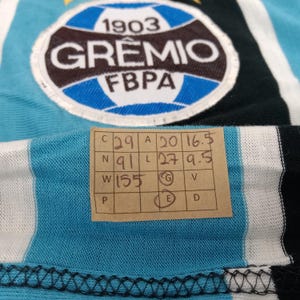 1903
GRÊMIO
FBPA
C 29 A 20 16.5
N 91 L 27 9.5
W 155 G V
P E D